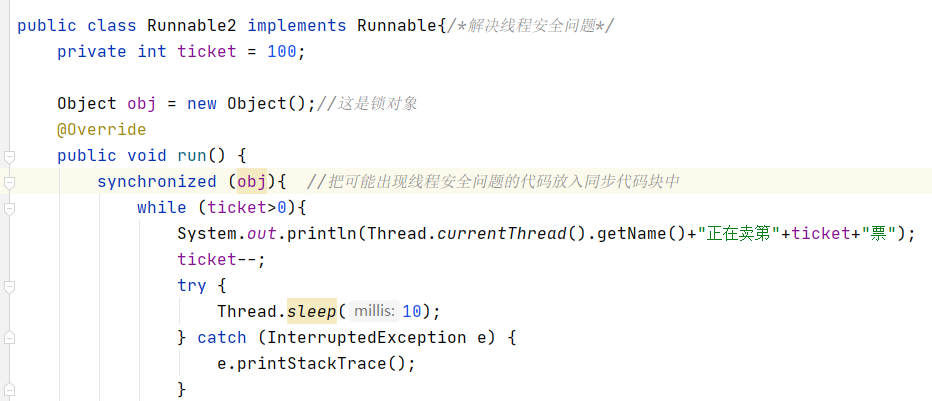 public class Runnable2 implements Runnable{/*解决线程安全问题*/
    private int ticket = 100;
    Object obj = new Object();//这是锁对象
    @Override
    public void run() {
        synchronized (obj){  //把可能出现线程安全问题的代码放入同步代码块中
            while (ticket>0){
                System.out.println(Thread.currentThread().getName()+"正在卖第"+ticket+"票");
                ticket--;
                try {
                    Thread.sleep( millis: 10);
                } catch (InterruptedException e) {
                    e.printStackTrace();
                }